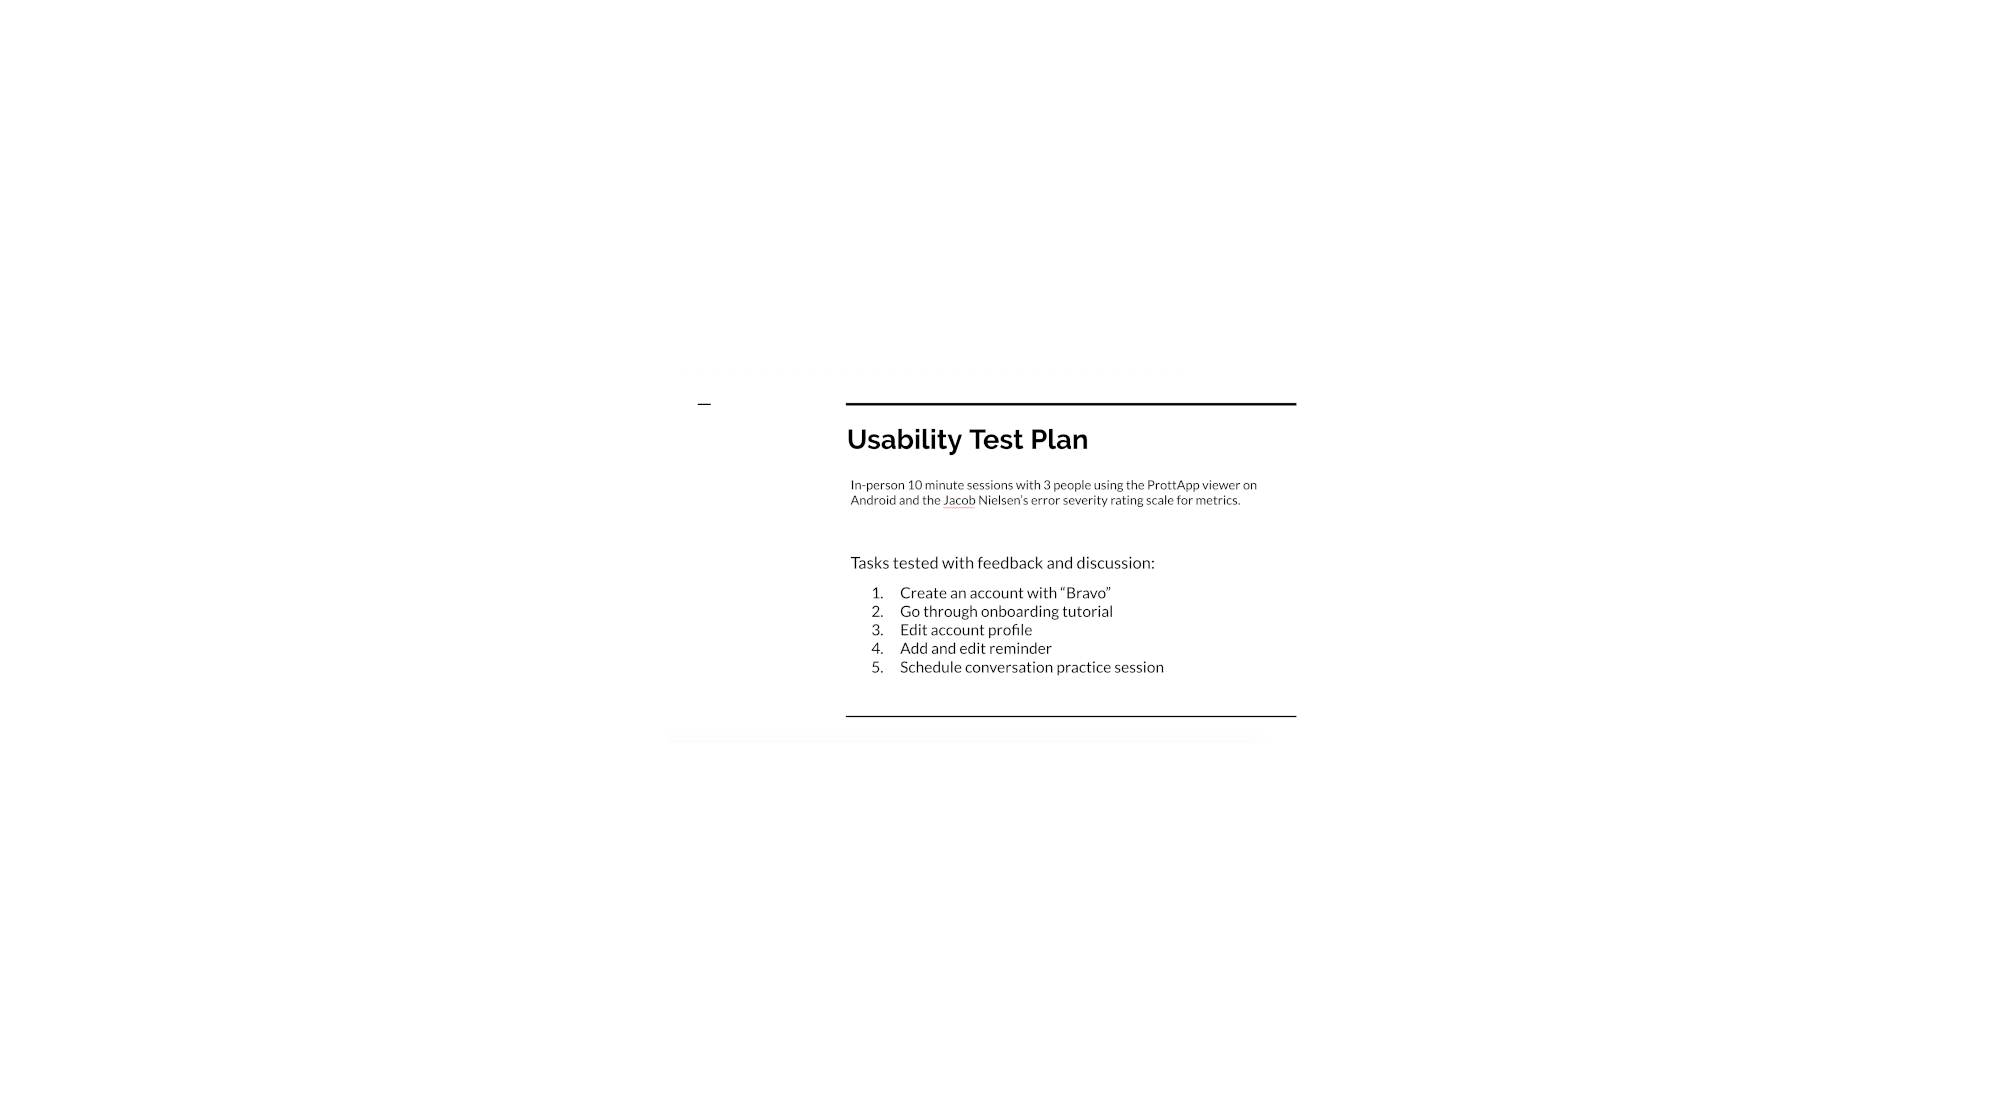 Usability Test Plan
In-person 10 minute sessions with 3 people using the ProttApp viewer on
Android and the Jacob Nielsen's error severity rating scale for metrics.
Tasks tested with feedback and discussion:
1. Create an account with “Bravo”
2. Go through onboarding tutorial
3. Edit account profile
4. Add and edit reminder
5. Schedule conversation practice session